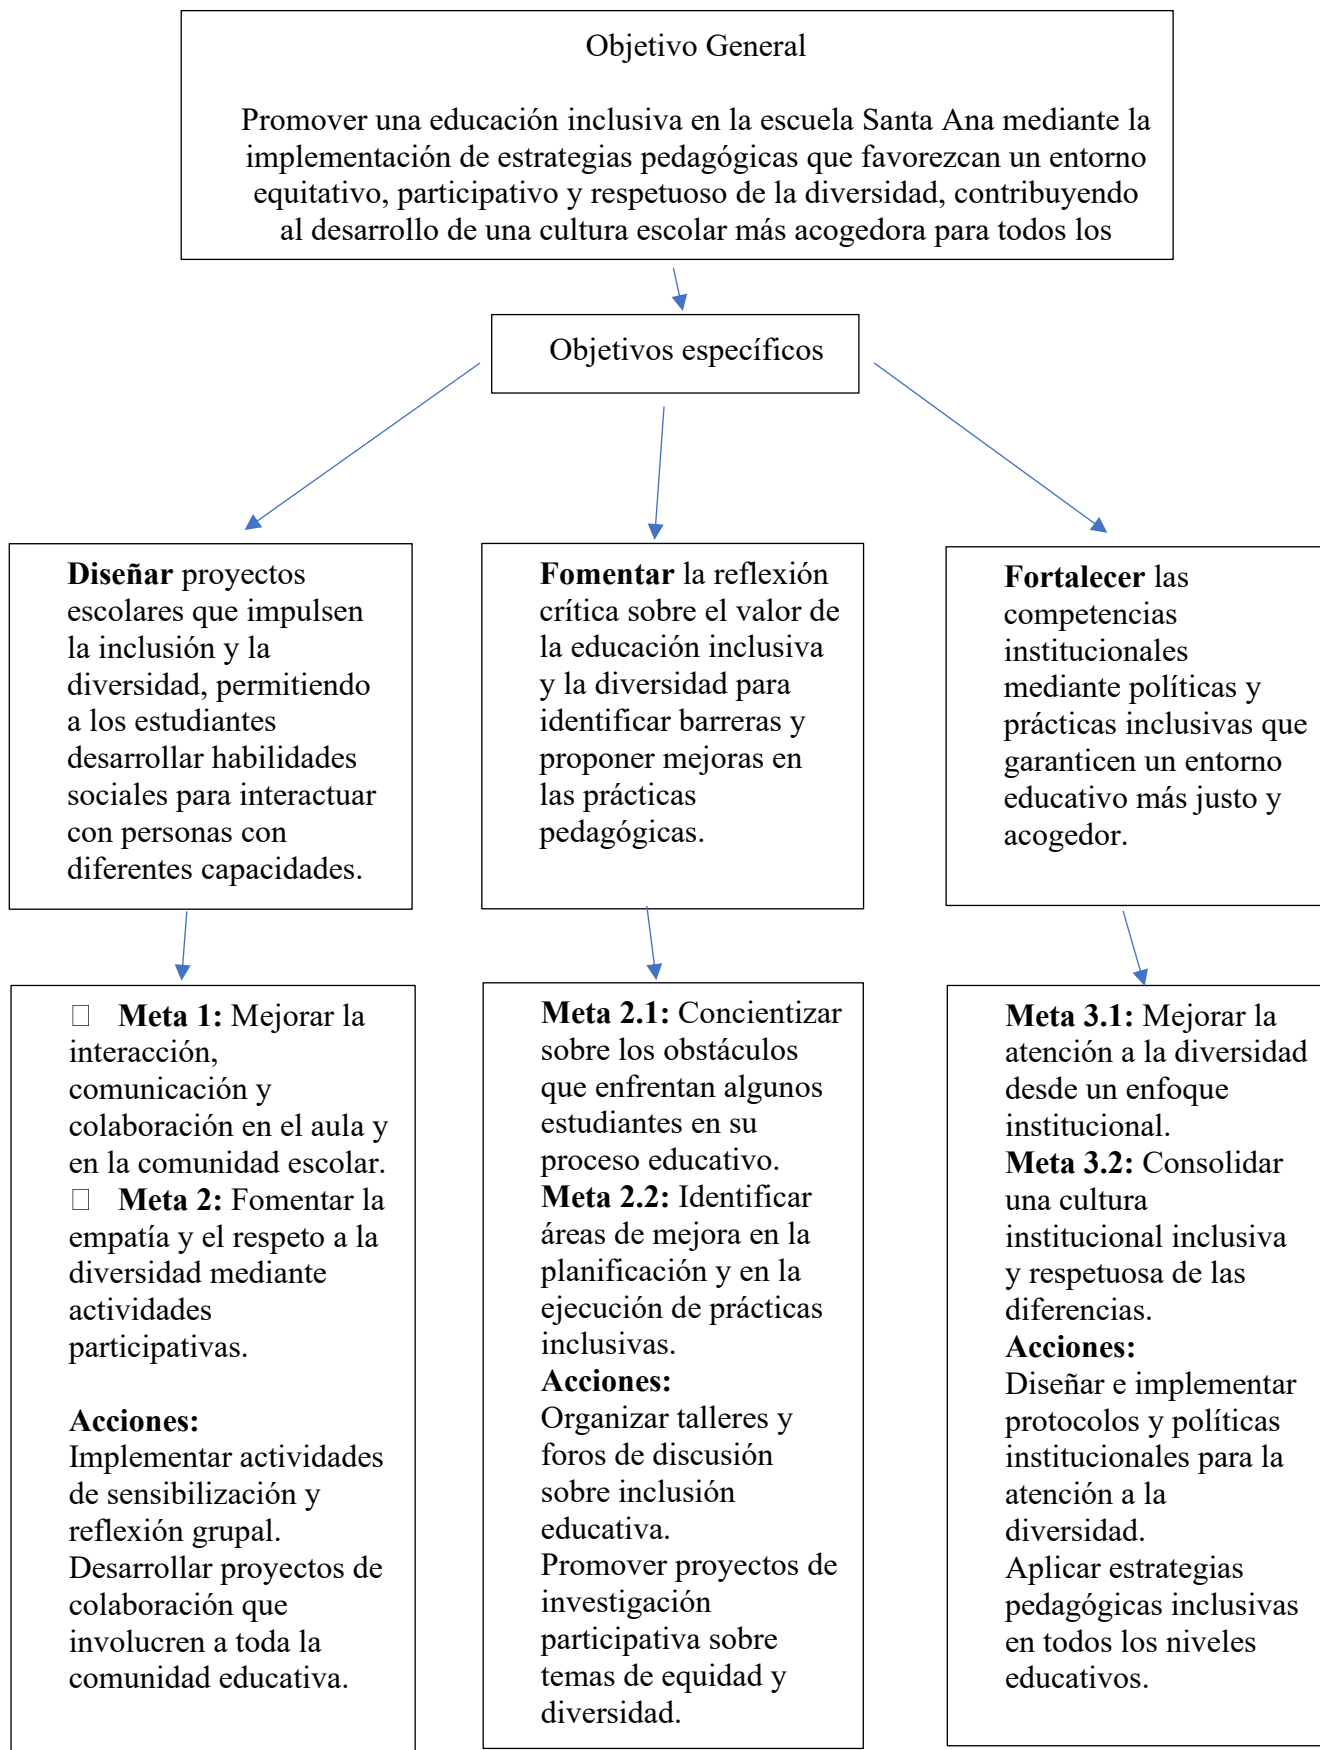 Objetivo General
Promover una educación inclusiva en la escuela Santa Ana mediante la
implementación de estrategias pedagógicas que favorezcan un entorno
equitativo, participativo y respetuoso de la diversidad, contribuyendo
al desarrollo de una cultura escolar más acogedora para todos los
Objetivos específicos
Diseñar proyectos
escolares que impulsen
la inclusión y la
diversidad, permitiendo
a los estudiantes
desarrollar habilidades
sociales para interactuar
con personas con
diferentes capacidades.
Fomentar la reflexión
crítica sobre el valor de
la educación inclusiva
y la diversidad para
identificar barreras y
proponer mejoras en
las prácticas
pedagógicas.
Fortalecer las
competencias
institucionales
mediante políticas y
prácticas inclusivas que
garanticen un entorno
educativo más justo y
acogedor.
Meta 1: Mejorar la
interacción,
comunicación y
colaboración en el aula y
en la comunidad escolar.
Meta 2: Fomentar la
empatía y el respeto a la
diversidad mediante
actividades
participativas.
Acciones:
Implementar actividades
de sensibilización y
reflexión grupal.
Desarrollar proyectos de
colaboración que
involucren a toda la
comunidad educativa.
Meta 2.1: Concientizar
sobre los obstáculos
que enfrentan algunos
estudiantes en su
proceso educativo.
Meta 2.2: Identificar
áreas de mejora en la
planificación y en la
ejecución de prácticas
inclusivas.
Acciones:
Organizar talleres y
foros de discusión
sobre inclusión
educativa.
Promover proyectos de
investigación
participativa sobre
temas de equidad y
diversidad.
Meta 3.1: Mejorar la
atención a la diversidad
desde un enfoque
institucional.
Meta 3.2: Consolidar
una cultura
institucional inclusiva
y respetuosa de las
diferencias.
Acciones:
Diseñar e implementar
protocolos y políticas
institucionales para la
atención a la
diversidad.
Aplicar estrategias
pedagógicas inclusivas
en todos los niveles
educativos.